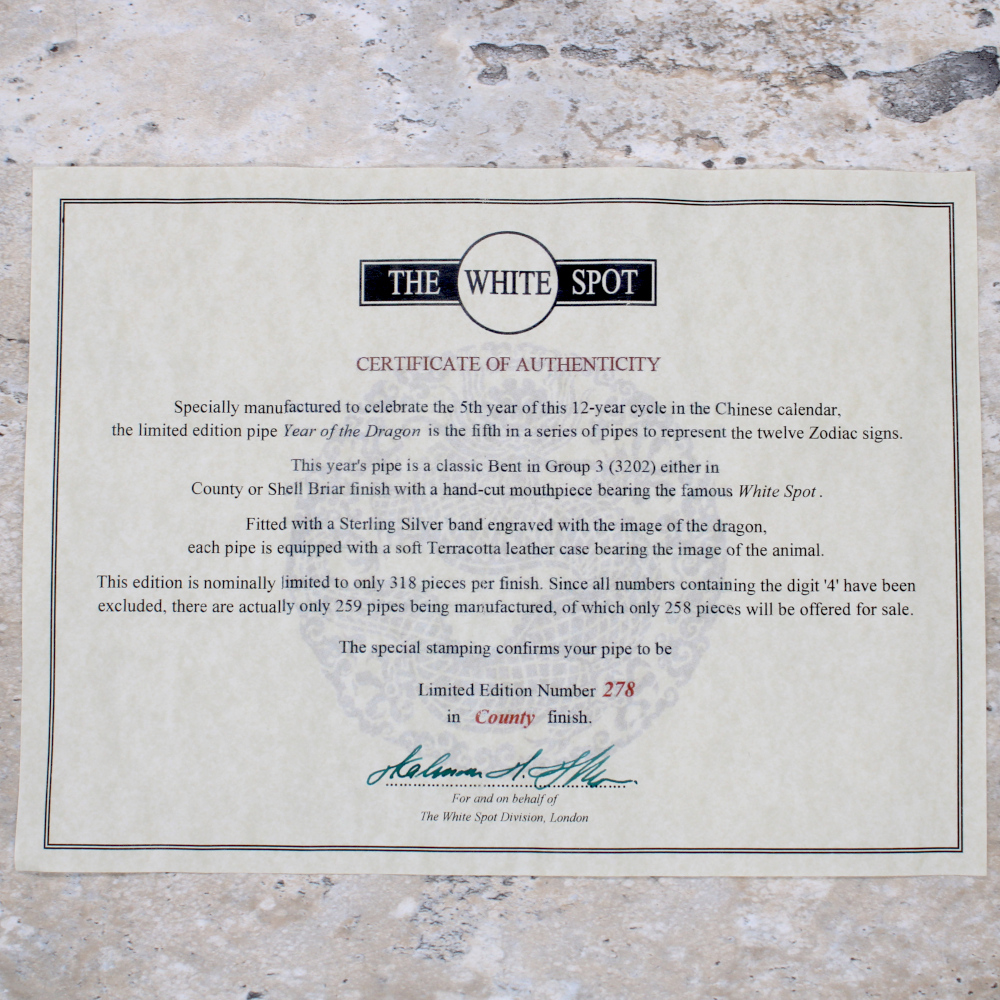 THE WHITE SPOT
CERTIFICATE OF AUTHENTICITY
Specially manufactured to celebrate the 5th year of this 12-year cycle in the Chinese calendar,
the limited edition pipe Year of the Dragon is the fifth in a series of pipes to represent the twelve Zodiac signs.
This year's pipe is a classic Bent in Group 3 (3202) either in
County or Shell Briar finish with a hand-cut mouthpiece bearing the famous White Spot.
Fitted with a Sterling Silver band engraved with the image of the dragon,
each pipe is equipped with a soft Terracotta leather case bearing the image of the animal.
This edition is nominally limited to only 318 pieces per finish. Since all numbers containing the digit '4' have been
excluded, there are actually only 259 pipes being manufactured, of which only 258 pieces will be offered for sale.
The special stamping confirms your pipe to be
Limited Edition Number 278
in County finish.
For and on behalf of
The White Spot Division, London